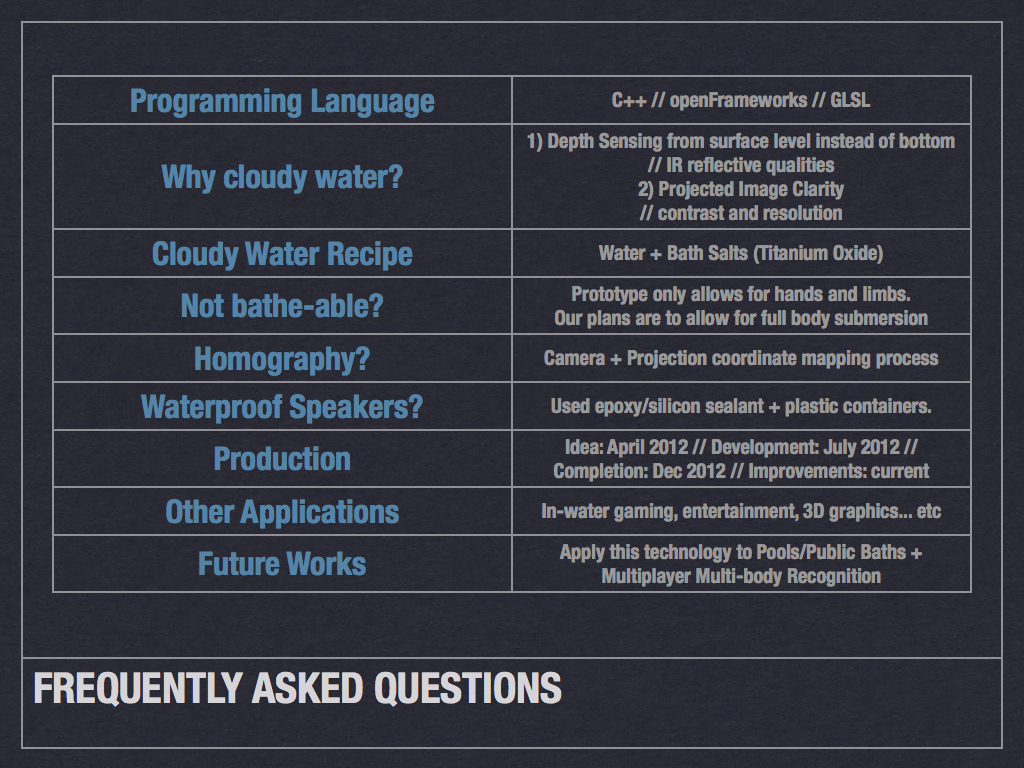 Programming Language
C++ // openFrameworks // GLSL
Why cloudy water?
1) Depth Sensing from surface level instead of bottom
// IR reflective qualities
2) Projected Image Clarity
// contrast and resolution
Cloudy Water Recipe
Water + Bath Salts (Titanium Oxide)
Not bathe-able?
Prototype only allows for hands and limbs.
Our plans are to allow for full body submersion
Homography?
Camera + Projection coordinate mapping process
Waterproof Speakers?
Used epoxy/silicon sealant + plastic containers.
Production
Idea: April 2012 // Development: July 2012 //
Completion: Dec 2012 // Improvements: current
Other Applications
In-water gaming, entertainment, 3D graphics... etc
Future Works
Apply this technology to Pools/Public Baths +
Multiplayer Multi-body Recognition
FREQUENTLY ASKED QUESTIONS